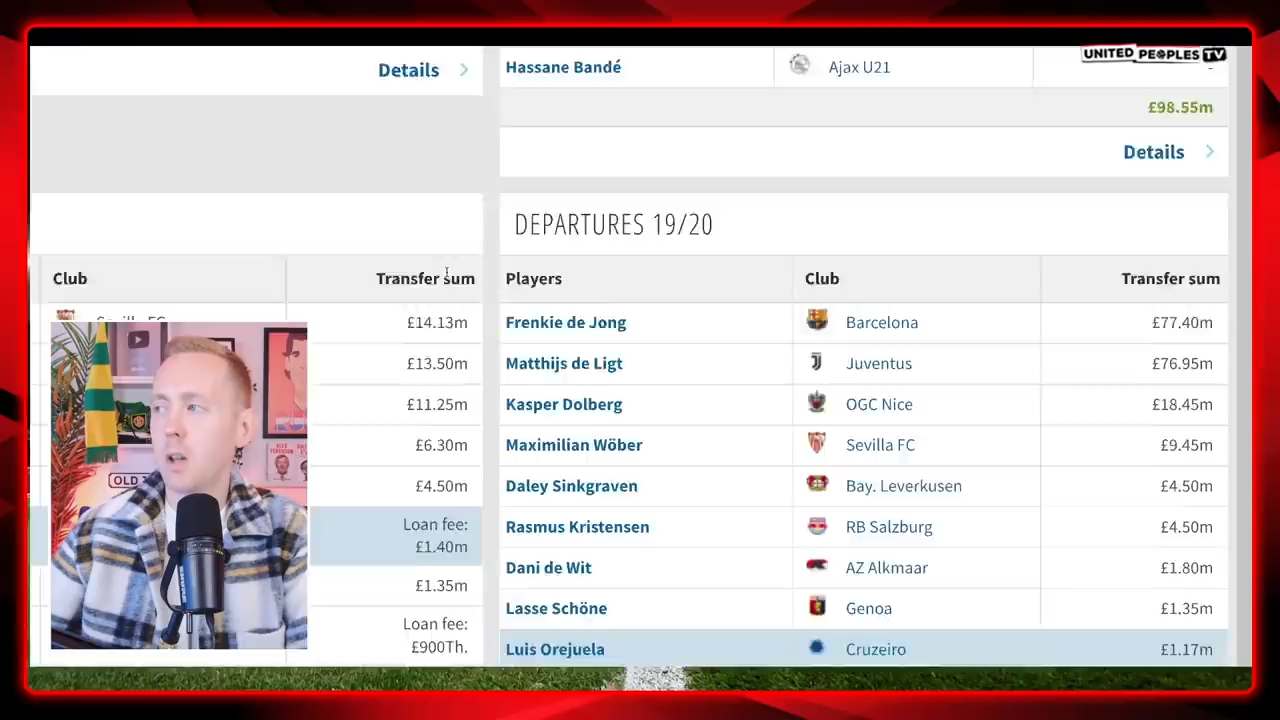 UNITED PEOPLES TV
Details
Hassane Bandé Ajax U21 -
£98.55m
Details
DEPARTURES 19/20
Club Transfer sum
Players Club Transfer sum
Sevilla FC £14.13m
Frenkie de Jong Barcelona £77.40m
£13.50m
Matthijs de Ligt Juventus £76.95m
£11.25m
Kasper Dolberg OGC Nice £18.45m
£6.30m
Maximilian Wöber Sevilla FC £9.45m
£4.50m
Daley Sinkgraven Bay. Leverkusen £4.50m
Loan fee:
£1.40m
Rasmus Kristensen RB Salzburg £4.50m
£1.35m
Dani de Wit AZ Alkmaar £1.80m
Loan fee:
£900Th.
Lasse Schöne Genoa £1.35m
Luis Orejuela Cruzeiro £1.17m
OLD
SHURE